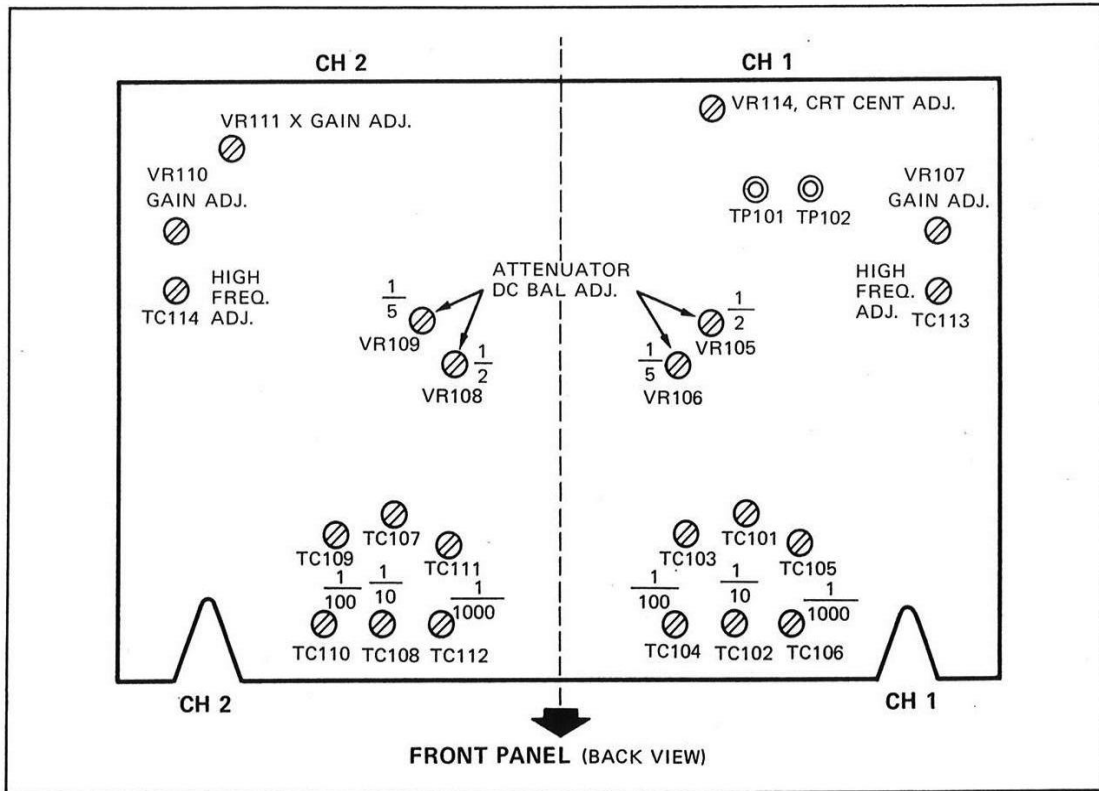 CH 2
CH 1
VR111 X GAIN ADJ.
VR114, CRT CENT ADJ.
VR110
GAIN ADJ.
TP101
TP102
VR107
GAIN ADJ.
HIGH
FREQ.
ADJ.
TC114
ATTENUATOR
DC BAL ADJ.
HIGH
FREQ.
ADJ.
TC113
1
5
VR109
1
2
VR108
1
2
VR105
1
5
VR106
TC109
TC107
TC111
1
100
1
10
1
1000
TC110
TC108
TC112
TC103
TC101
TC105
1
100
1
10
1
1000
TC104
TC102
TC106
CH 2
CH 1
FRONT PANEL (BACK VIEW)